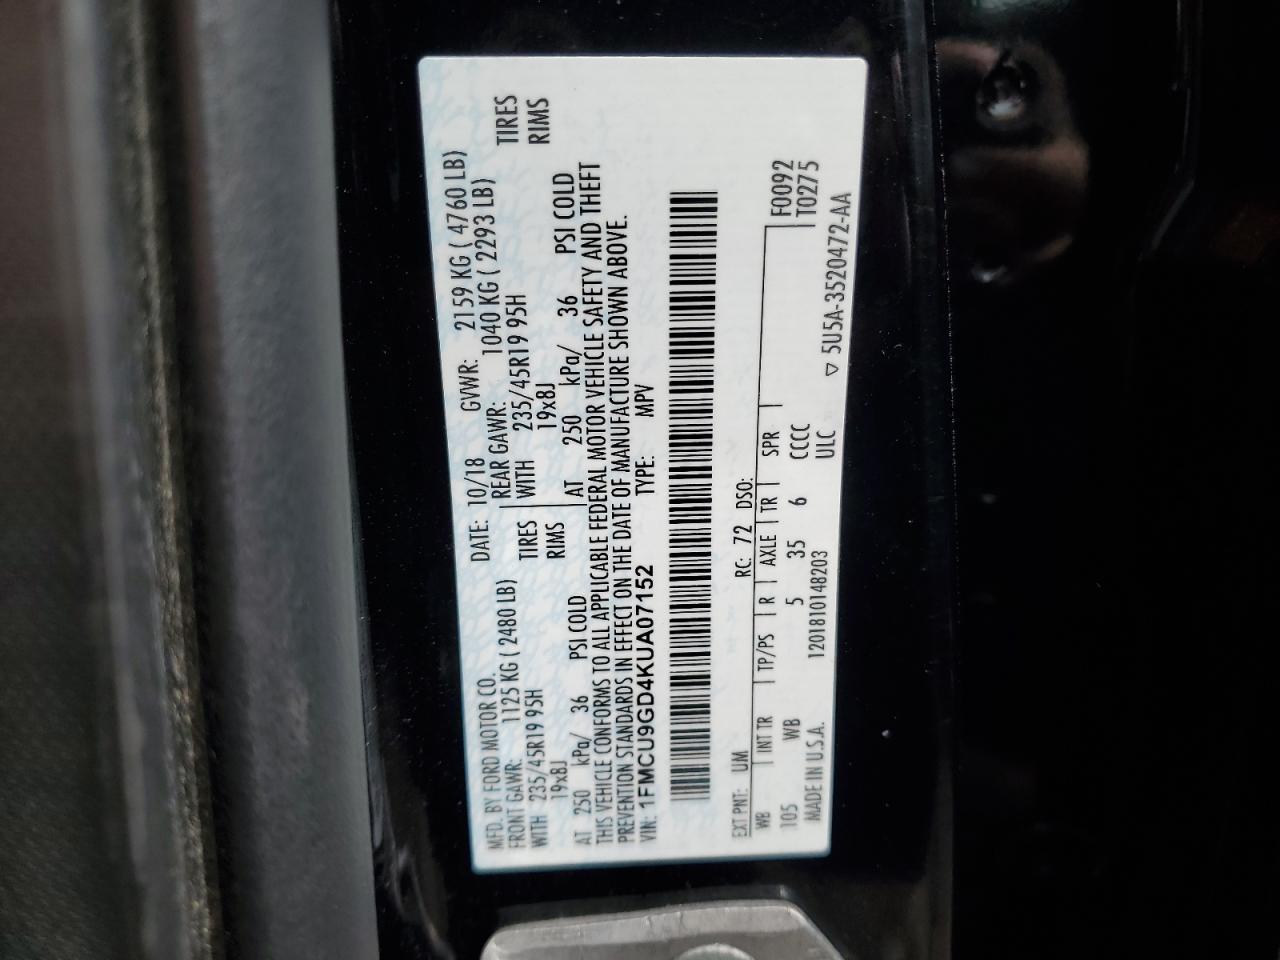 MFD. BY FORD MOTOR CO. DATE: 10/18 GVWR: 2159 KG ( 4760 LB)
FRONT GAWR: 1125 KG ( 2480 LB) REAR GAWR: 1040 KG ( 2293 LB)
WITH 235/45R19 95H TIRES WITH 235/45R19 95H TIRES
19x8J RIMS 19x8J RIMS
AT 250 kPa/ 36 PSI COLD AT 250 kPa/ 36 PSI COLD
THIS VEHICLE CONFORMS TO ALL APPLICABLE FEDERAL MOTOR VEHICLE SAFETY AND THEFT
PREVENTION STANDARDS IN EFFECT ON THE DATE OF MANUFACTURE SHOWN ABOVE.
VIN: 1FMCU9GD4KUA07152 TYPE: MPV
EXT PNT: UM RC: 72 DSO:
WB INT TR TP/PS R AXLE TR SPR F0092
105 WB 5 35 6 CCCC T0275
MADE IN U.S.A. 1201810148203 ULC ▽ 5U5A-3520472-AA